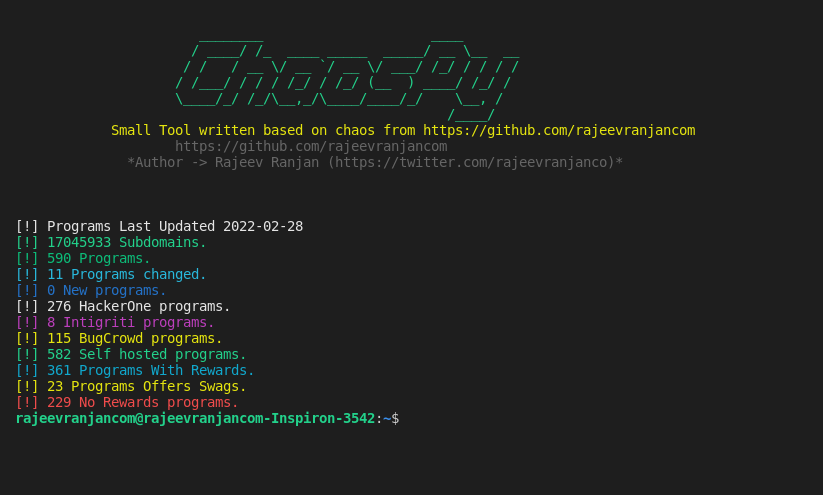 Small Tool written based on chaos from https://github.com/rajeevranjancom
https://github.com/rajeevranjancom
*Author -> Rajeev Ranjan (https://twitter.com/rajeevranjanco)*
[!] Programs Last Updated 2022-02-28
[!] 17045933 Subdomains.
[!] 590 Programs.
[!] 11 Programs changed.
[!] 0 New programs.
[!] 276 HackerOne programs.
[!] 8 Intigriti programs.
[!] 115 BugCrowd programs.
[!] 582 Self hosted programs.
[!] 361 Programs With Rewards.
[!] 23 Programs Offers Swags.
[!] 229 No Rewards programs.
rajeevranjancom@rajeevranjancom-Inspiron-3542:~$